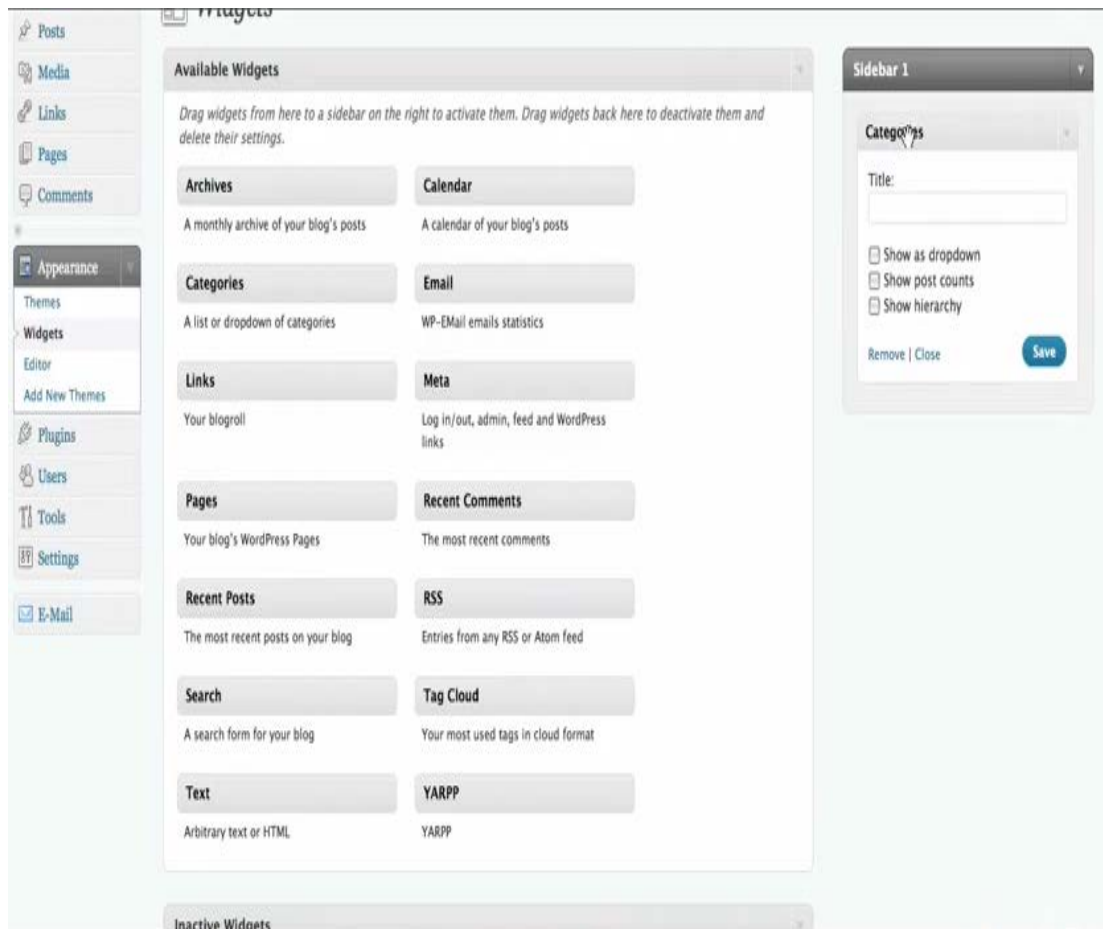 Widgets
Posts
Media
Links
Pages
Comments
Appearance
Themes
Widgets
Editor
Add New Themes
Plugins
Users
Tools
Settings
E-Mail
Available Widgets
Drag widgets from here to a sidebar on the right to activate them. Drag widgets back here to deactivate them and
delete their settings.
Archives
A monthly archive of your blog's posts
Calendar
A calendar of your blog's posts
Categories
A list or dropdown of categories
Email
WP-EMail emails statistics
Links
Your blogroll
Meta
Log in/out, admin, feed and WordPress
links
Pages
Your blog's WordPress Pages
Recent Comments
The most recent comments
Recent Posts
The most recent posts on your blog
RSS
Entries from any RSS or Atom feed
Search
A search form for your blog
Tag Cloud
Your most used tags in cloud format
Text
Arbitrary text or HTML
YARPP
YARPP
Inactive Widgets
Sidebar 1
Categories
Title:
Show as dropdown
Show post counts
Show hierarchy
Remove | Close
Save